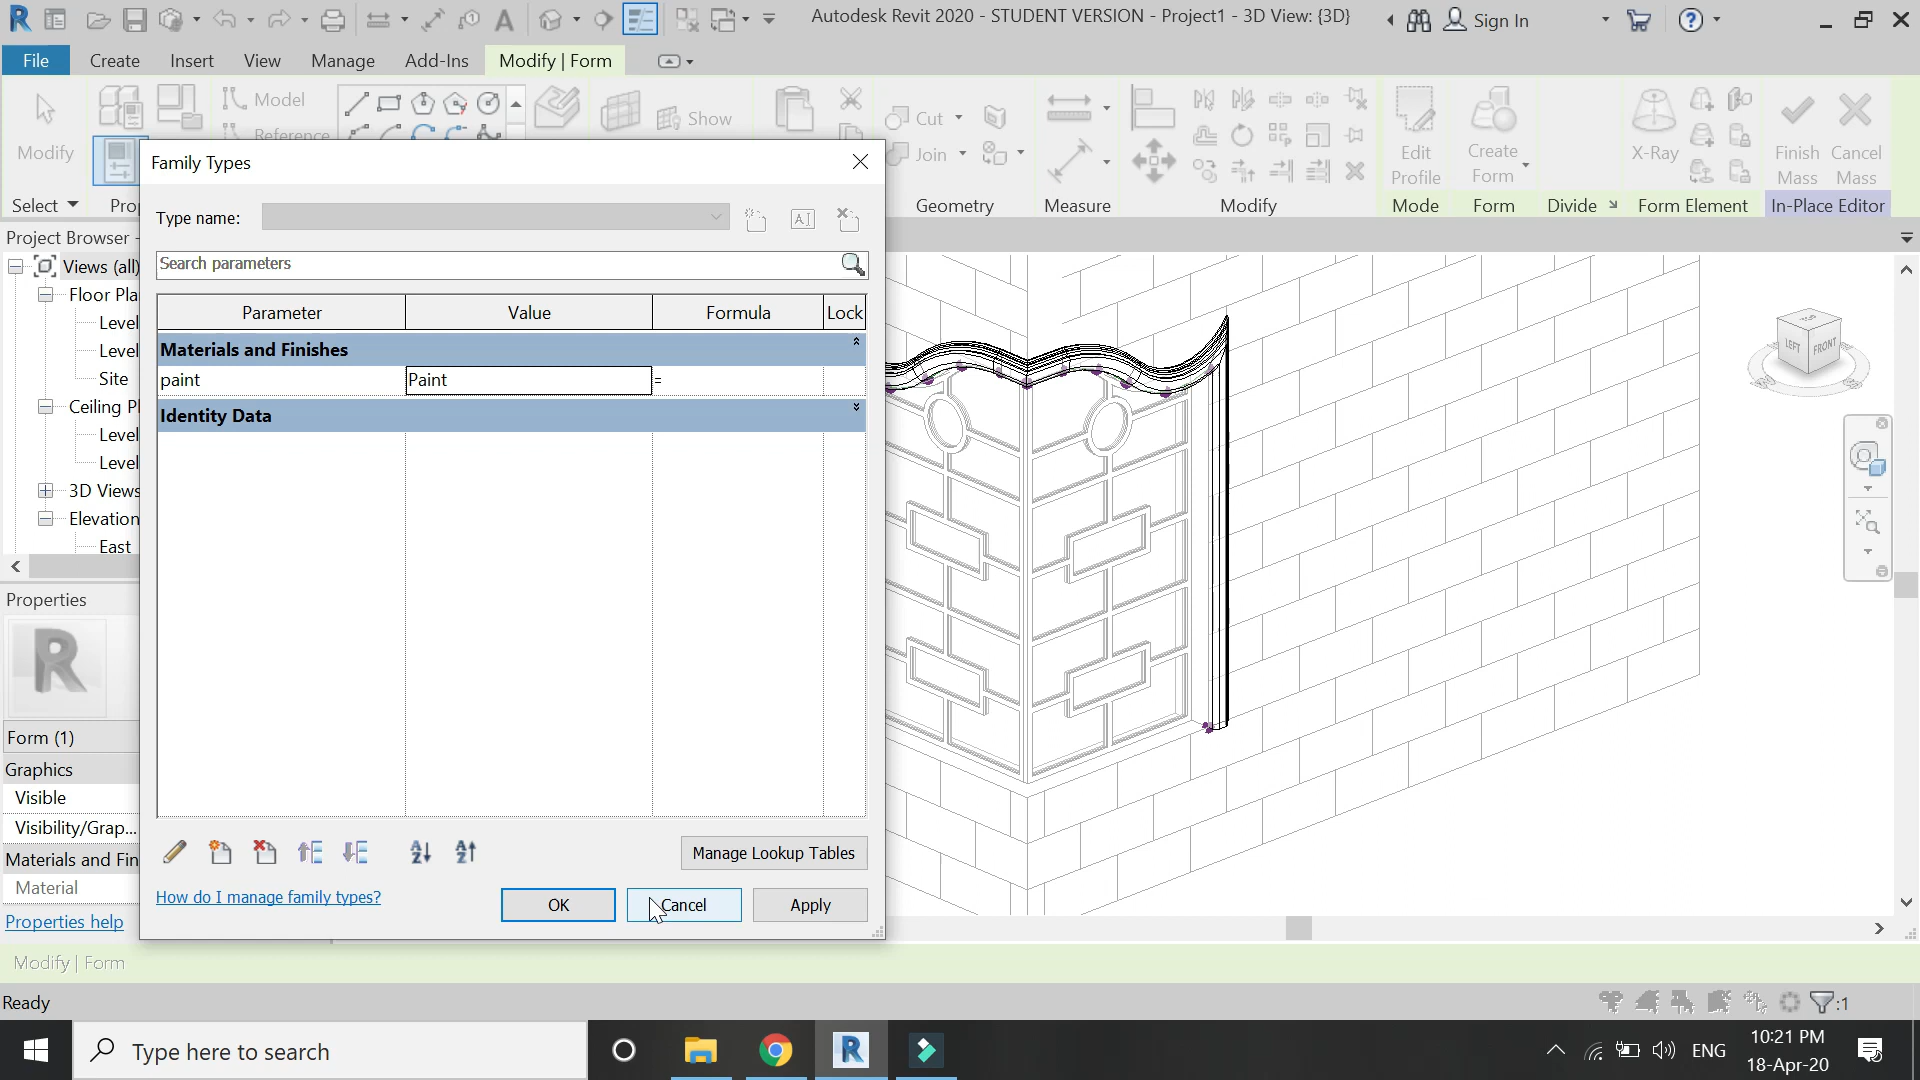 Autodesk Revit 2020 - STUDENT VERSION - Project1 - 3D View: {3D}
Sign In
File
Create
Insert
View
Manage
Add-Ins
Modify | Form
Modify
Model
Reference
Show
Cut
Join
Edit
Profile
Create
Form
X-Ray
Finish
Mass
Cancel
Mass
Select
Geometry
Measure
Modify
Mode
Form
Divide
Form Element
In-Place Editor
Project Browser -
Views (all)
Floor Pla
Level
Level
Site
Ceiling Pl
Level
Level
3D Views
Elevation
East
Properties
Form (1)
Graphics
Visible
Visibility/Grap...
Materials and Fin
Material
Properties help
Family Types
Type name:
Search parameters
Parameter
Value
Formula
Lock
Materials and Finishes
paint
Paint
=
Identity Data
Manage Lookup Tables
How do I manage family types?
OK
Cancel
Apply
LEFT
FRONT
Modify | Form
Ready
:1
Type here to search
ENG
10:21 PM
18-Apr-20